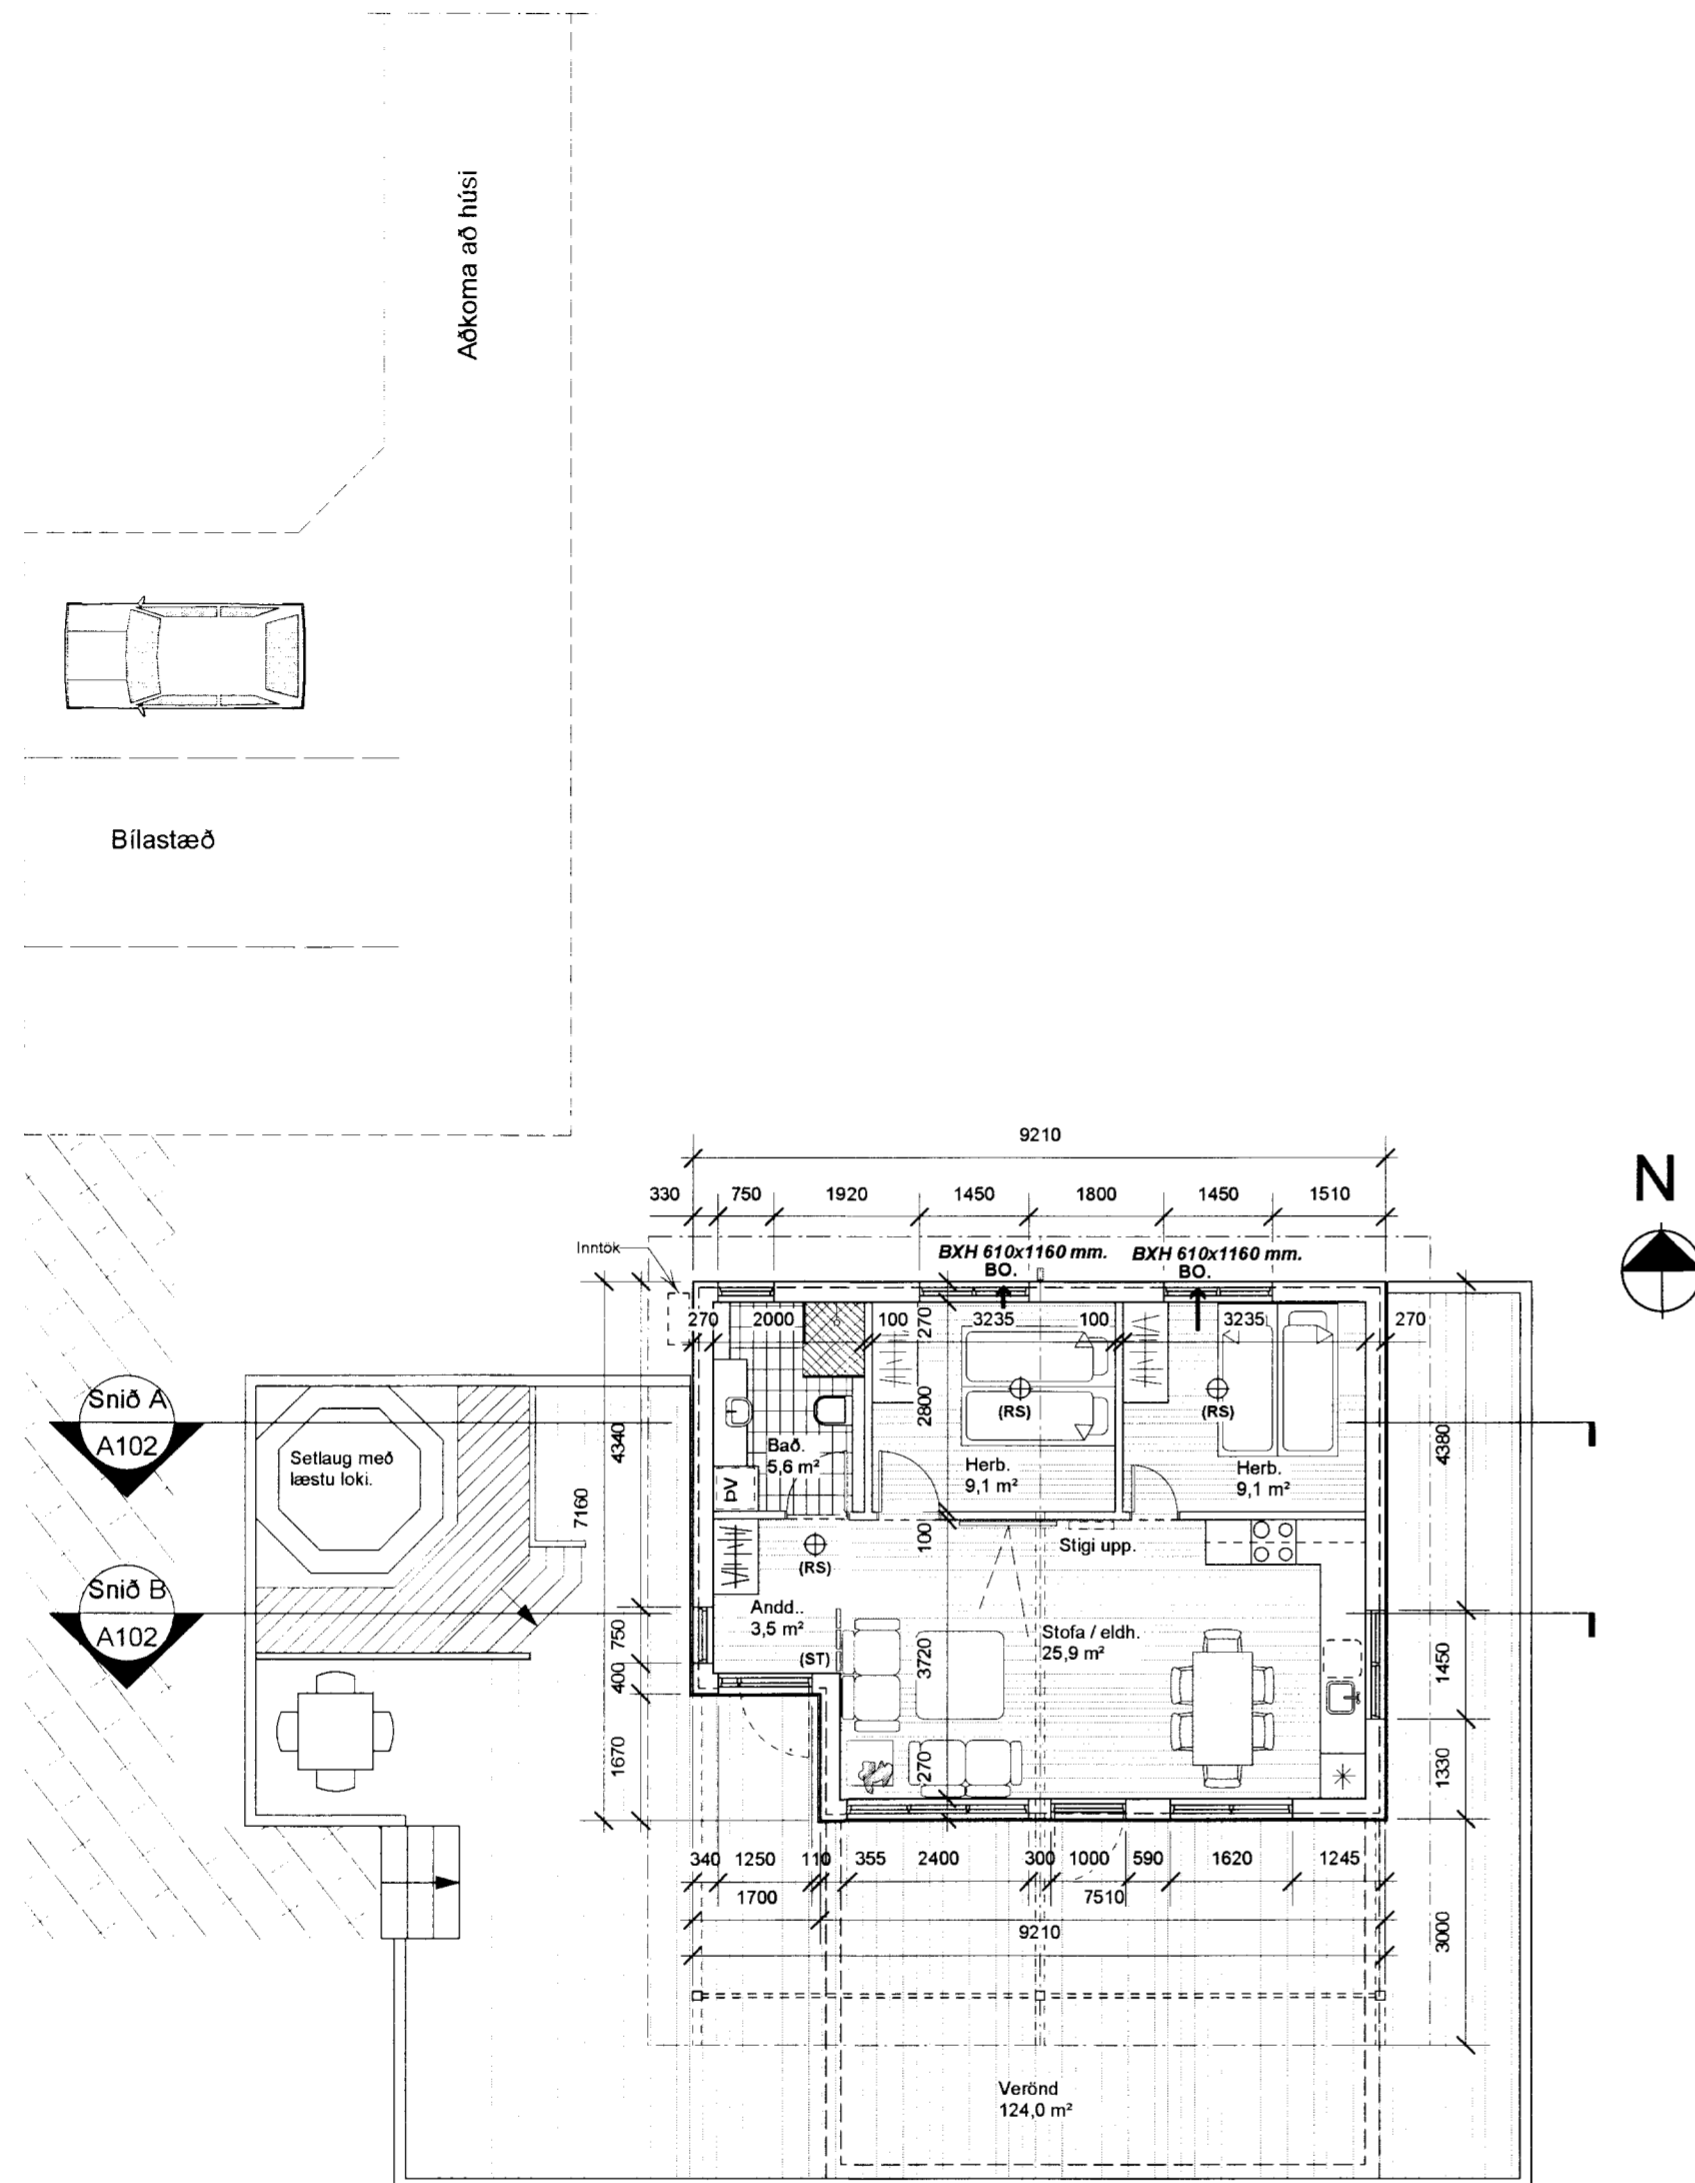 Aðkoma að húsi
Bílastæð
9210
N
330 750 1920 1450 1800 1450 1510
Inntök
BXH 610x1160 mm.
BO.
BXH 610x1160 mm.
BO.
270 2000 100 270 3235 100 3235 270
Snið A
A102
Setlaug með
læstu loki.
4340
7160
2800
(RS)
(RS)
4380
Bað.
5,6 m²
ÞV
Herb.
9,1 m²
Herb.
9,1 m²
100
(RS)
Stigi upp.
Snið B
A102
Andd..
3,5 m²
(ST)
750
400
3720
Stofa / eldh.
25,9 m²
1450
1670
270
1330
340 1250 110 355 2400 300 1000 590 1620 1245
1700 7510
9210
3000
Verönd
124,0 m²